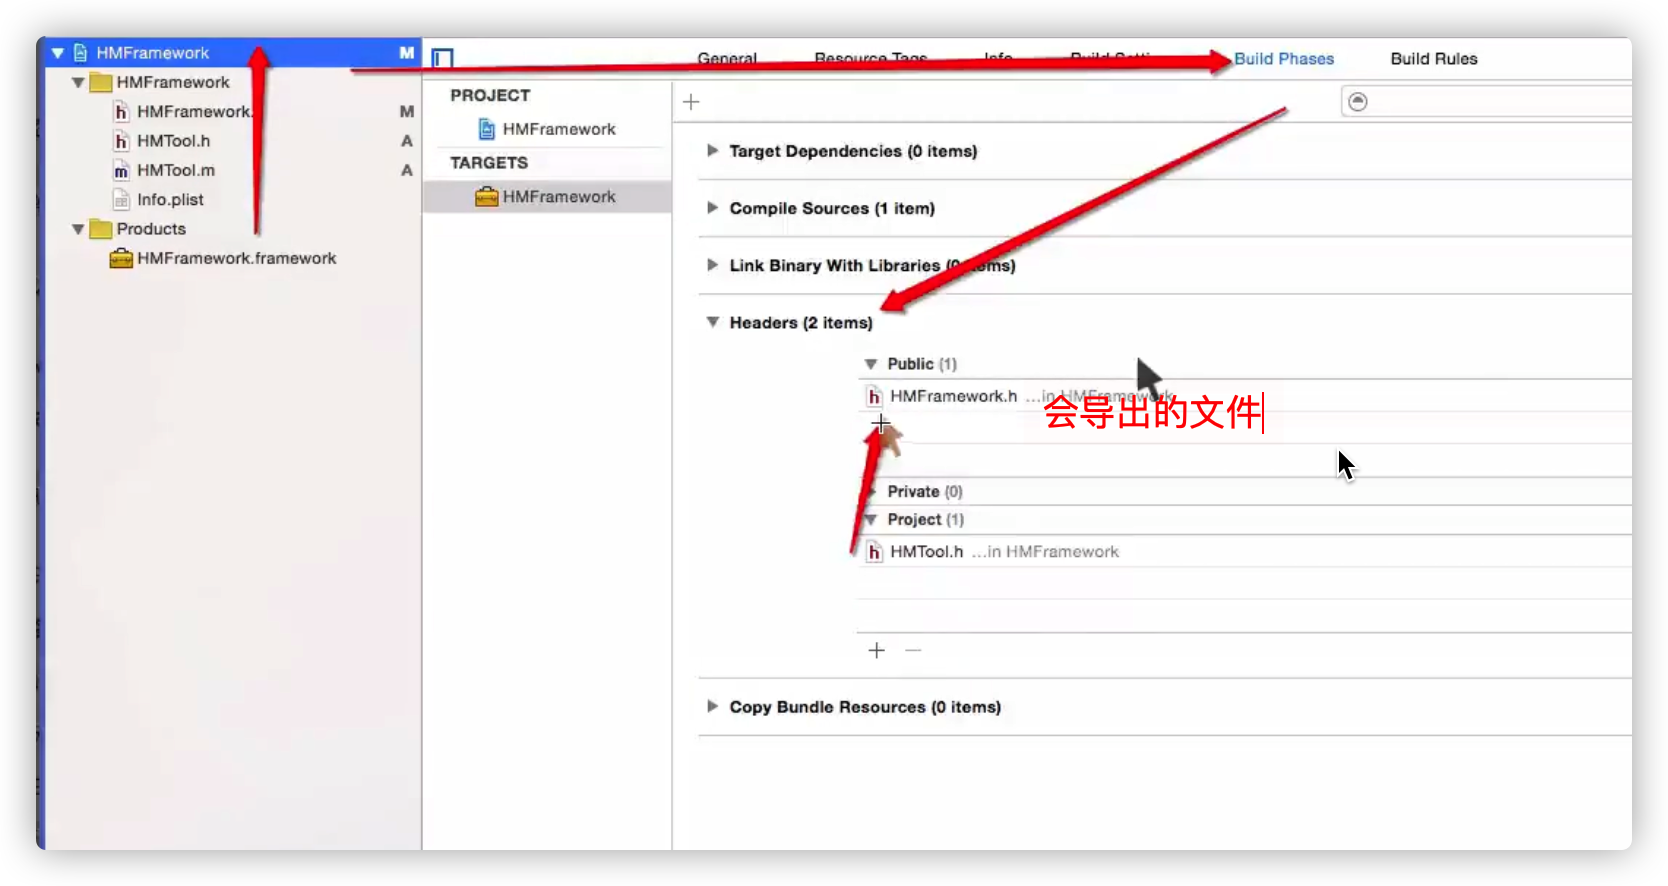 HMFramework M
HMFramework
HMFramework. M
HMTool.h A
HMTool.m A
Info.plist
Products
HMFramework.framework
General Resource Tags Info Build Build Phases Build Rules
PROJECT
HMFramework
TARGETS
HMFramework
Target Dependencies (0 items)
Compile Sources (1 item)
Link Binary With Libraries (0 items)
Headers (2 items)
Public (1)
HMFramework.h ...in HMFramework
会导出的文件
Private (0)
Project (1)
HMTool.h ...in HMFramework
Copy Bundle Resources (0 items)